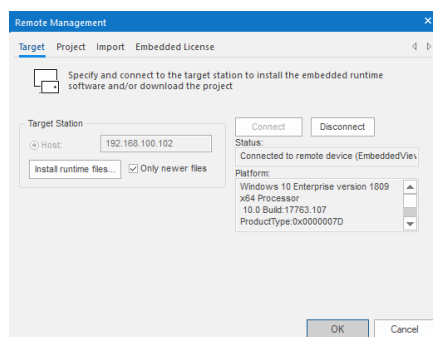 Remote Management
Target Project Import Embedded License
Specify and connect to the target station to install the embedded runtime
software and/or download the project
Target Station
Host:
192.168.100.102
Install runtime files...
Only newer files
Connect
Disconnect
Status:
Connected to remote device (EmbeddedView
Platform:
Windows 10 Enterprise version 1809
x64 Processor
10.0 Build:17763.107
ProductType:0x0000007D
OK
Cancel